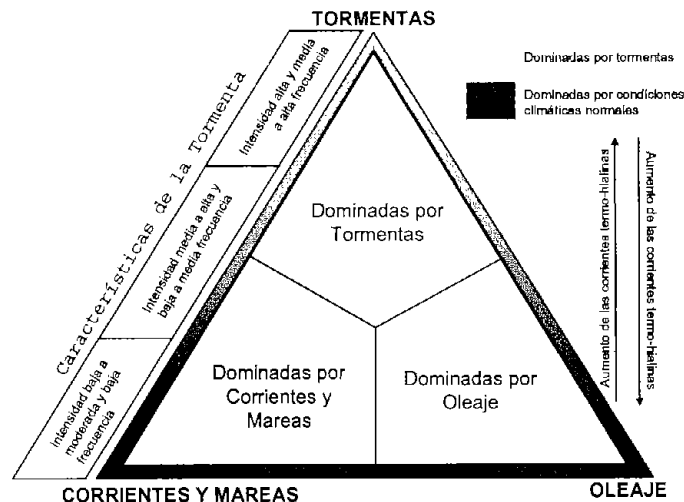 TORMENTAS
Dominadas por tormentas
Dominadas por condiciones
climáticas normales
Características de la Tormenta
Intensidad alta y media
a alta frecuencia
Intensidad media a alta y
baja a media frecuencia
Intensidad baja a
moderada y baja
frecuencia
Dominadas por
Tormentas
Dominadas por
Corrientes y
Mareas
Dominadas por
Oleaje
Aumento de las corrientes termo-hialinas
Aumento de las corrientes termo-hialinas
CORRIENTES Y MAREAS
OLEAJE